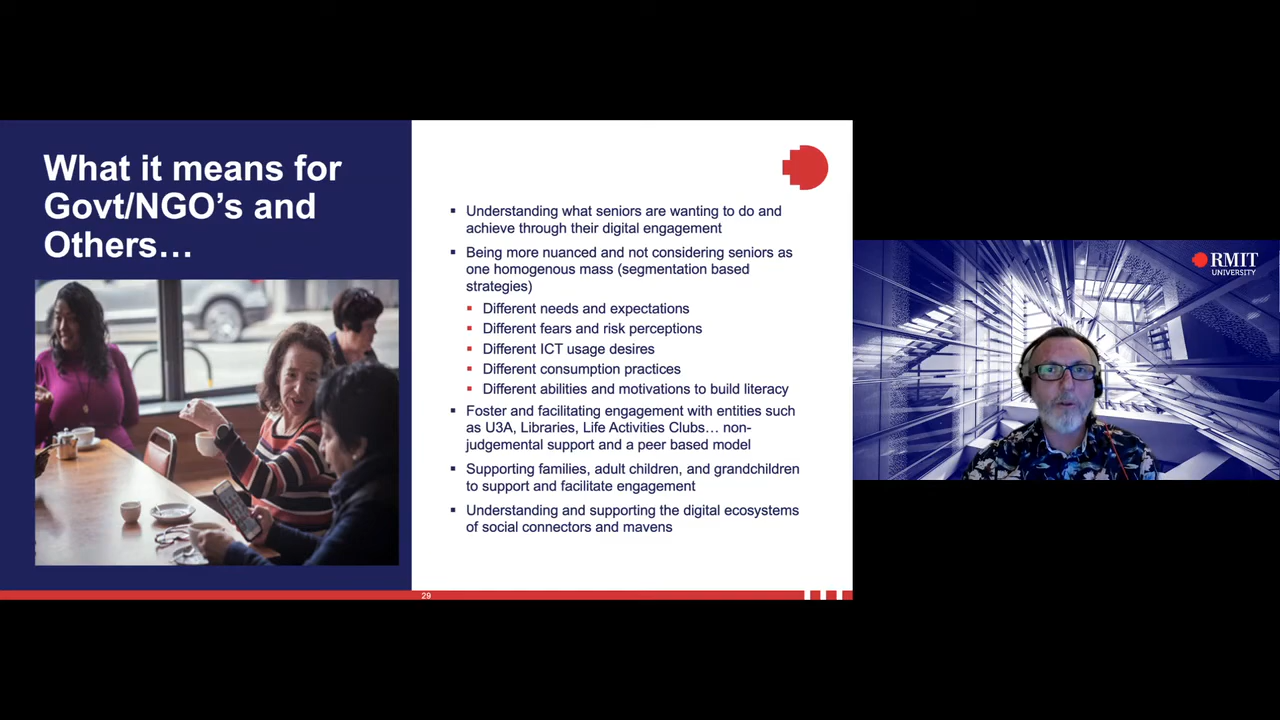 What it means for
Govt/NGO's and
Others…
▪ Understanding what seniors are wanting to do and
achieve through their digital engagement
▪ Being more nuanced and not considering seniors as
one homogenous mass (segmentation based
strategies)
▪ Different needs and expectations
▪ Different fears and risk perceptions
▪ Different ICT usage desires
▪ Different consumption practices
▪ Different abilities and motivations to build literacy
▪ Foster and facilitating engagement with entities such
as U3A, Libraries, Life Activities Clubs… non-
judgemental support and a peer based model
▪ Supporting families, adult children, and grandchildren
to support and facilitate engagement
▪ Understanding and supporting the digital ecosystems
of social connectors and mavens
29
RMIT
UNIVERSITY